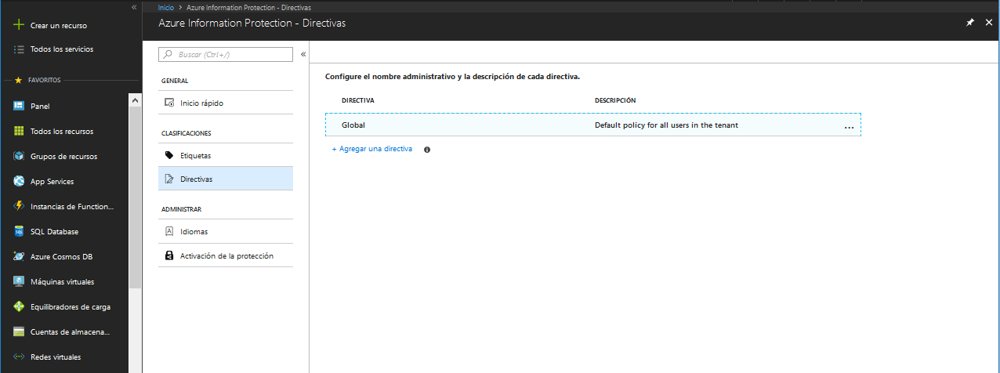 Crear un recurso
Todos los servicios
FAVORITOS
Panel
Todos los recursos
Grupos de recursos
App Services
Instancias de Function...
SQL Database
Azure Cosmos DB
Máquinas virtuales
Equilibradores de carga
Cuentas de almacena...
Redes virtuales
Inicio > Azure Information Protection - Directivas
Azure Information Protection - Directivas
Buscar (Ctrl+/)
GENERAL
Inicio rápido
CLASIFICACIONES
Etiquetas
Directivas
ADMINISTRAR
Idiomas
Activación de la protección
Configure el nombre administrativo y la descripción de cada directiva.
DIRECTIVA DESCRIPCIÓN
Global Default policy for all users in the tenant ...
+ Agregar una directiva